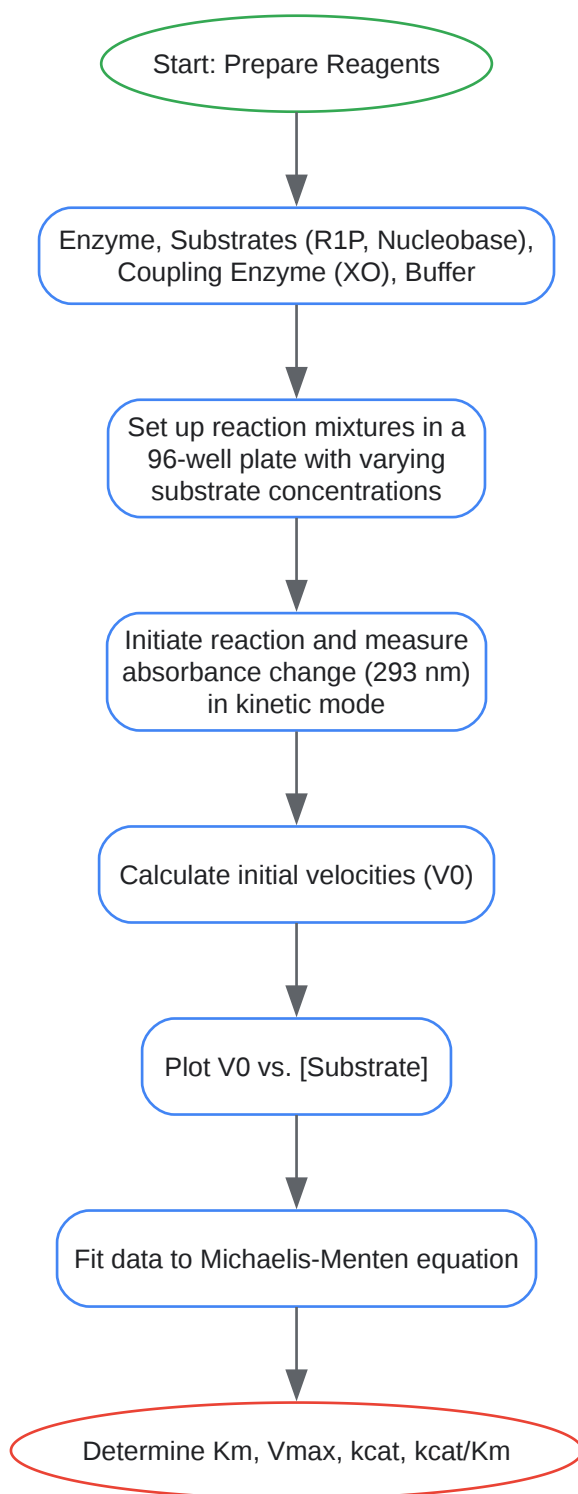 Start: Prepare Reagents
Enzyme, Substrates (R1P, Nucleobase),
Coupling Enzyme (XO), Buffer
Set up reaction mixtures in a
96-well plate with varying
substrate concentrations
Initiate reaction and measure
absorbance change (293 nm)
in kinetic mode
Calculate initial velocities (V0)
Plot V0 vs. [Substrate]
Fit data to Michaelis-Menten equation
Determine Km, Vmax, kcat, kcat/Km